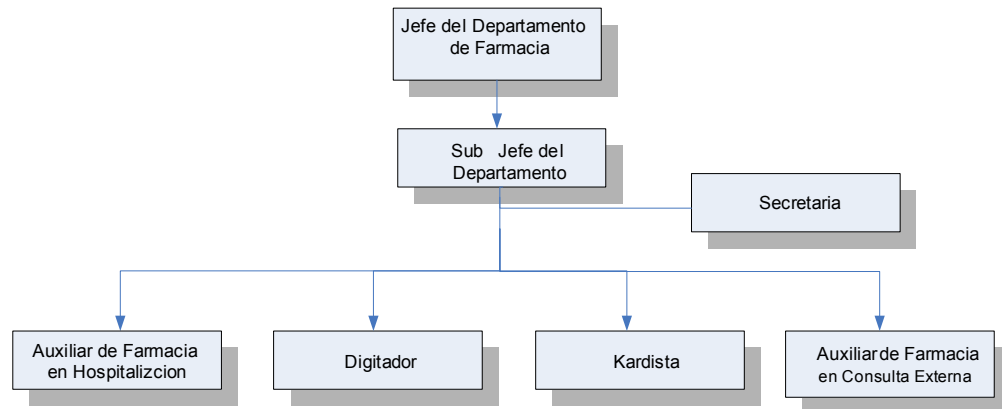 Jefe del Departamento
de Farmacia
Sub Jefe del
Departamento
Secretaria
Auxiliar de Farmacia
en Hospitalizcion
Digitador
Kardista
Auxiliar de Farmacia
en Consulta Externa